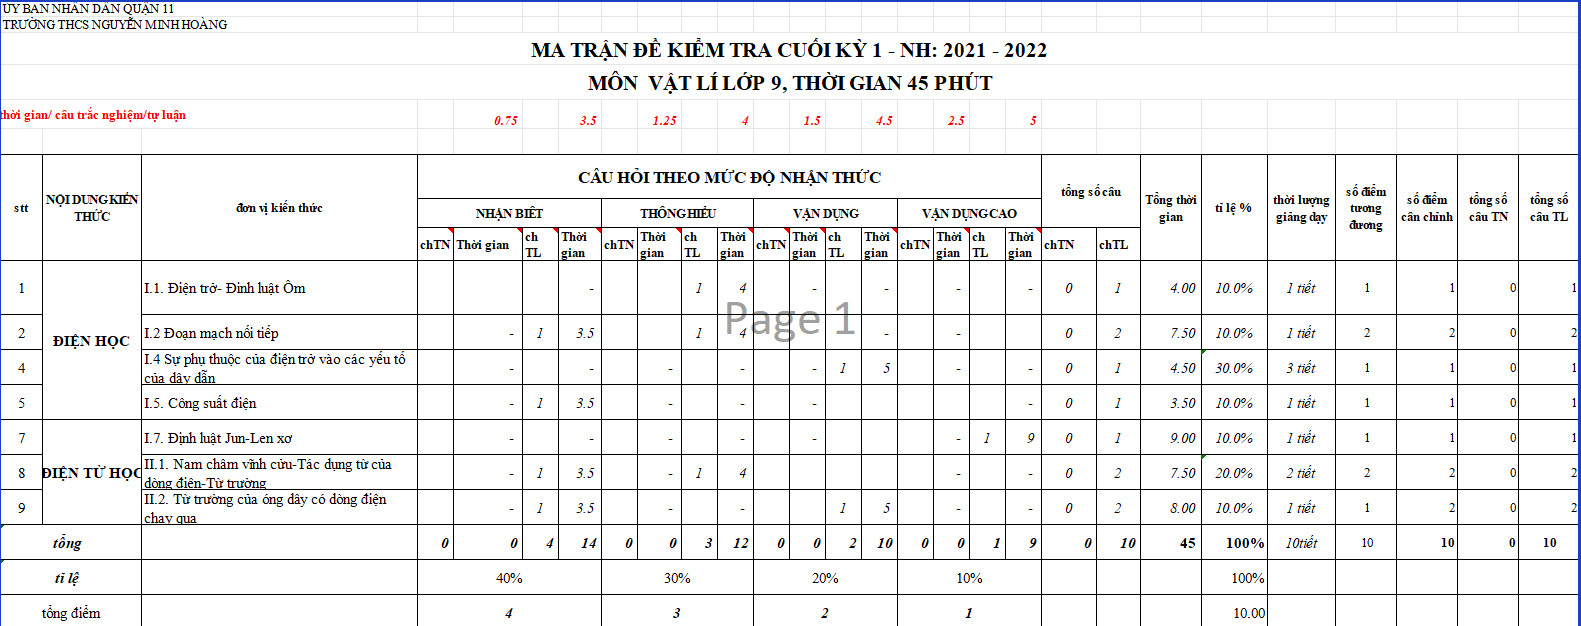 ỦY BAN NHÂN DÂN QUẬN 11
TRƯỜNG THCS NGUYỄN MINH HOÀNG
MA TRẬN ĐỀ KIỂM TRA CUỐI KỲ 1 - NH: 2021 - 2022
MÔN VẬT LÍ LỚP 9, THỜI GIAN 45 PHÚT
thời gian/ câu trắc nghiệm/tự luận 0.75 3.5 1.25 4 1.5 4.5 2.5 5
stt NỘI DUNG KIẾN THỨC đơn vị kiến thức CÂU HỎI THEO MỨC ĐỘ NHẬN THỨC tổng số câu Tổng thời gian tỉ lệ % thời lượng giảng dạy số điểm tương đương số điểm cân chỉnh tổng số câu TN tổng số câu TL
NHẬN BIẾT THÔNG HIỂU VẬN DỤNG VẬN DỤNG CAO
chTN Thời gian ch TL Thời gian chTN Thời gian ch TL Thời gian chTN Thời gian ch TL Thời gian chTN Thời gian ch TL Thời gian chTN chTL
1 ĐIỆN HỌC I.1. Điện trở- Đinh luật Ôm - - 1 4 - - - - 0 1 4.00 10.0% 1 tiết 1 1 0 1
2 I.2 Đoạn mạch nối tiếp - 1 3.5 - 1 4 - - 0 2 7.50 10.0% 1 tiết 2 2 0 2
4 I.4 Sự phụ thuộc của điện trở vào các yếu tố của dây dẫn - - - - - 1 5 - - 0 1 4.50 30.0% 3 tiết 1 1 0 1
5 I.5. Công suất điện - 1 3.5 - - - - 0 1 3.50 10.0% 1 tiết 1 1 0 1
7 ĐIỆN TỪ HỌC I.7. Định luật Jun-Len xơ - - - - - - 1 9 0 1 9.00 10.0% 1 tiết 1 1 0 1
8 II.1. Nam châm vĩnh cửu-Tác dụng từ của dòng điện-Từ trường - 1 3.5 - 1 4 - - 0 2 7.50 20.0% 2 tiết 2 2 0 2
9 II.2. Từ trường của ống dây có dòng điện chạy qua - 1 3.5 - - 1 5 - - 0 2 8.00 10.0% 1 tiết 1 2 0 2
tổng 0 0 4 14 0 0 3 12 0 0 2 10 0 0 1 9 0 10 45 100% 10tiết 10 10 0 10
tỉ lệ 40% 30% 20% 10% 100%
tổng điểm 4 3 2 1 10.00
Page 1